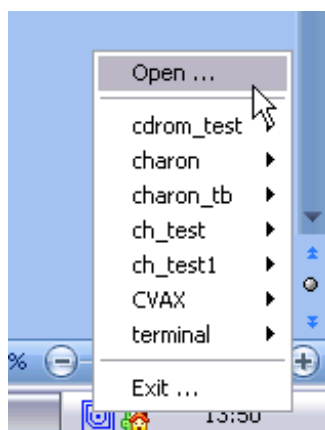 Open ...
cdrom_test
charon
charon_tb
ch_test
ch_test1
CVAX
terminal
Exit ...
%
13:50